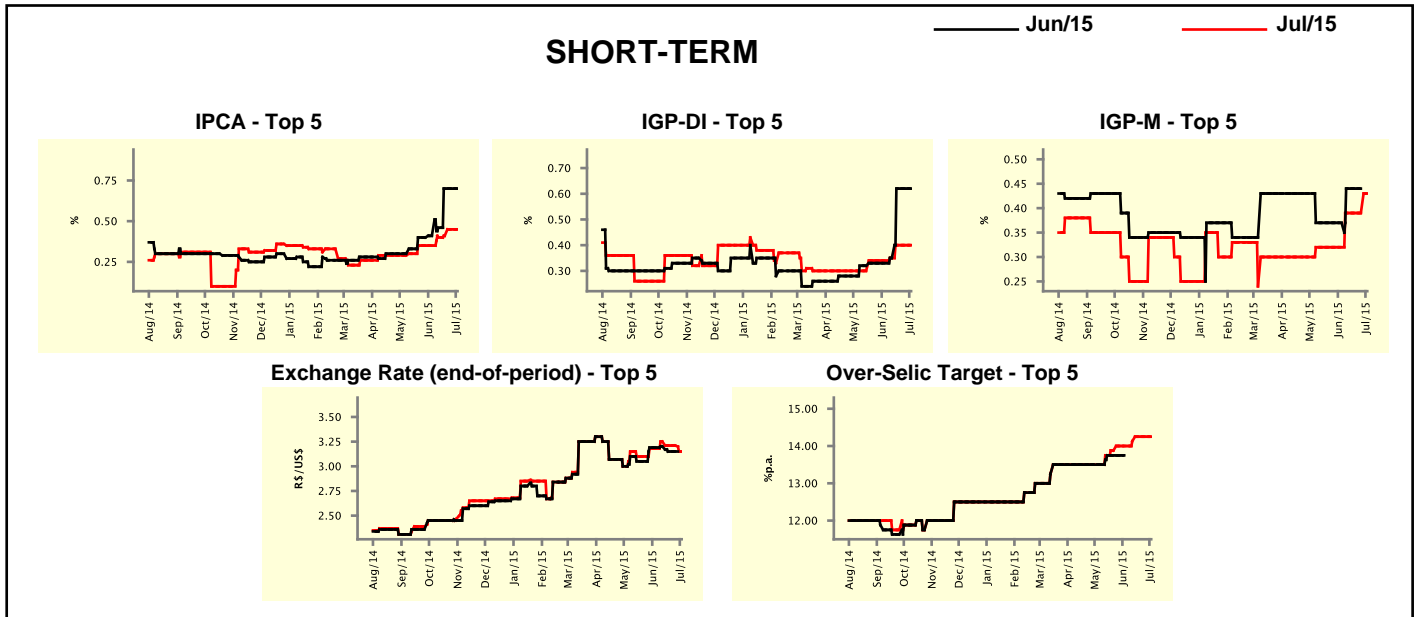 Jun/15 Jul/15
SHORT-TERM
IPCA - Top 5
%
0.75
0.50
0.25
Aug/14 Sep/14 Oct/14 Nov/14 Dec/14 Jan/15 Feb/15 Mar/15 Apr/15 May/15 Jun/15 Jul/15
IGP-DI - Top 5
%
0.70
0.60
0.50
0.40
0.30
Aug/14 Sep/14 Oct/14 Nov/14 Dec/14 Jan/15 Feb/15 Mar/15 Apr/15 May/15 Jun/15 Jul/15
IGP-M - Top 5
%
0.50
0.45
0.40
0.35
0.30
0.25
Aug/14 Sep/14 Oct/14 Nov/14 Dec/14 Jan/15 Feb/15 Mar/15 Apr/15 May/15 Jun/15 Jul/15
Exchange Rate (end-of-period) - Top 5
R$/US$
3.50
3.25
3.00
2.75
2.50
Aug/14 Sep/14 Oct/14 Nov/14 Dec/14 Jan/15 Feb/15 Mar/15 Apr/15 May/15 Jun/15 Jul/15
Over-Selic Target - Top 5
%p.a.
15.00
14.00
13.00
12.00
Aug/14 Sep/14 Oct/14 Nov/14 Dec/14 Jan/15 Feb/15 Mar/15 Apr/15 May/15 Jun/15 Jul/15